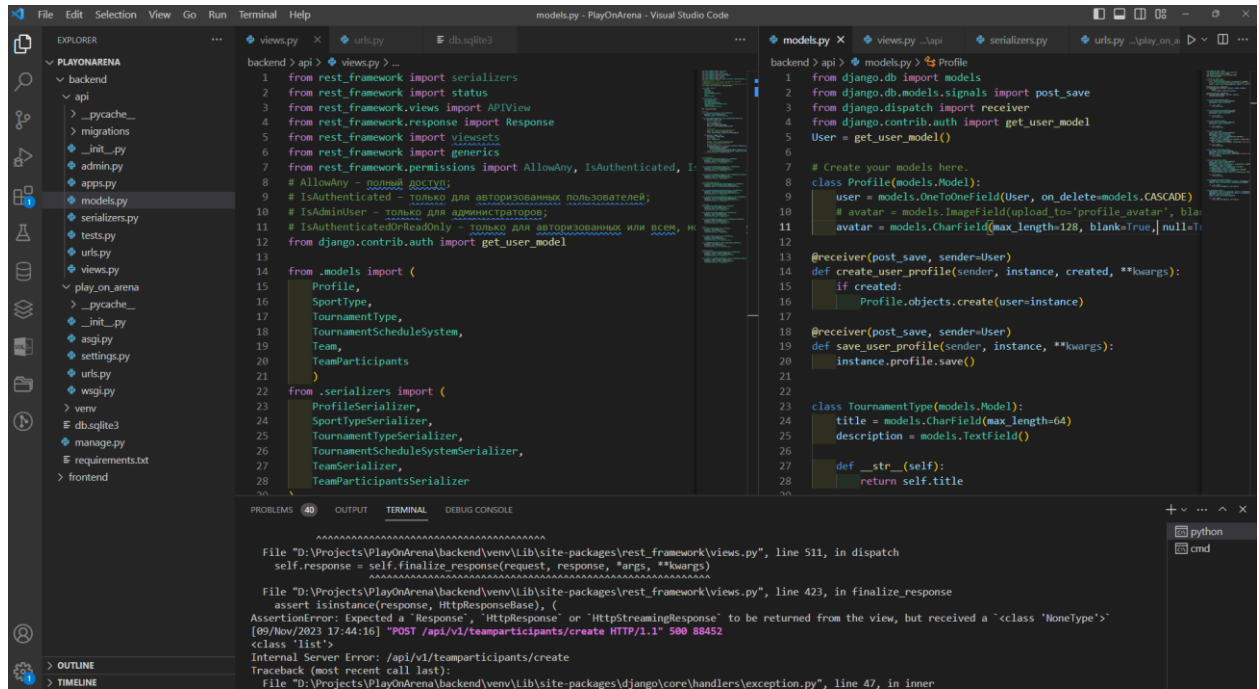 File Edit Selection View Go Run Terminal Help
models.py - PlayOnArena - Visual Studio Code
EXPLORER
PLAYONARENA
backend
api
__pycache__
migrations
__init__.py
admin.py
apps.py
models.py
serializers.py
tests.py
urls.py
views.py
play_on_arena
__pycache__
__init__.py
asgi.py
settings.py
urls.py
wsgi.py
venv
db.sqlite3
manage.py
requirements.txt
frontend
OUTLINE
TIMELINE
views.py urls.py db.sqlite3
backend > api > views.py > ...
1 from rest_framework import serializers
2 from rest_framework import status
3 from rest_framework.views import APIView
4 from rest_framework.response import Response
5 from rest_framework import viewsets
6 from rest_framework import generics
7 from rest_framework.permissions import AllowAny, IsAuthenticated, Is
8 # AllowAny – полный доступ;
9 # IsAuthenticated – только для авторизованных пользователей;
10 # IsAdminUser – только для администраторов;
11 # IsAuthenticatedOrReadOnly – только для авторизованных или всем,
12 from django.contrib.auth import get_user_model
13
14 from .models import (
15 Profile,
16 SportType,
17 TournamentType,
18 TournamentScheduleSystem,
19 Team,
20 TeamParticipants
21 )
22 from .serializers import (
23 ProfileSerializer,
24 SportTypeSerializer,
25 TournamentTypeSerializer,
26 TournamentScheduleSystemSerializer,
27 TeamSerializer,
28 TeamParticipantsSerializer
models.py views.py ...\api serializers.py urls.py ...\play_on_a
backend > api > models.py > Profile
1 from django.db import models
2 from django.db.models.signals import post_save
3 from django.dispatch import receiver
4 from django.contrib.auth import get_user_model
5 User = get_user_model()
6
7 # Create your models here.
8 class Profile(models.Model):
9 user = models.OneToOneField(User, on_delete=models.CASCADE)
10 # avatar = models.ImageField(upload_to='profile_avatar', bla
11 avatar = models.CharField(max_length=128, blank=True, null=T
12
13 @receiver(post_save, sender=User)
14 def create_user_profile(sender, instance, created, **kwargs):
15 if created:
16 Profile.objects.create(user=instance)
17
18 @receiver(post_save, sender=User)
19 def save_user_profile(sender, instance, **kwargs):
20 instance.profile.save()
21
22
23 class TournamentType(models.Model):
24 title = models.CharField(max_length=64)
25 description = models.TextField()
26
27 def __str__(self):
28 return self.title
PROBLEMS 40 OUTPUT TERMINAL DEBUG CONSOLE
python
cmd
^^^^^^^^^^^^^^^^^^^^^^^^^^^^^^^^^^^^^^
File "D:\Projects\PlayOnArena\backend\venv\Lib\site-packages\rest_framework\views.py", line 511, in dispatch
self.response = self.finalize_response(request, response, *args, **kwargs)
^^^^^^^^^^^^^^^^^^^^^^^^^^^^^^^^^^^^^^^^^^^^^^^^^^^^^^^^^^
File "D:\Projects\PlayOnArena\backend\venv\Lib\site-packages\rest_framework\views.py", line 423, in finalize_response
assert isinstance(response, HttpResponseBase), (
AssertionError: Expected a `Response`, `HttpResponse` or `HttpStreamingResponse` to be returned from the view, but received a `<class 'NoneType'>`
[09/Nov/2023 17:44:16] "POST /api/v1/teamparticipants/create HTTP/1.1" 500 88452
<class 'list'>
Internal Server Error: /api/v1/teamparticipants/create
Traceback (most recent call last):
File "D:\Projects\PlayOnArena\backend\venv\Lib\site-packages\django\core\handlers\exception.py", line 47, in inner